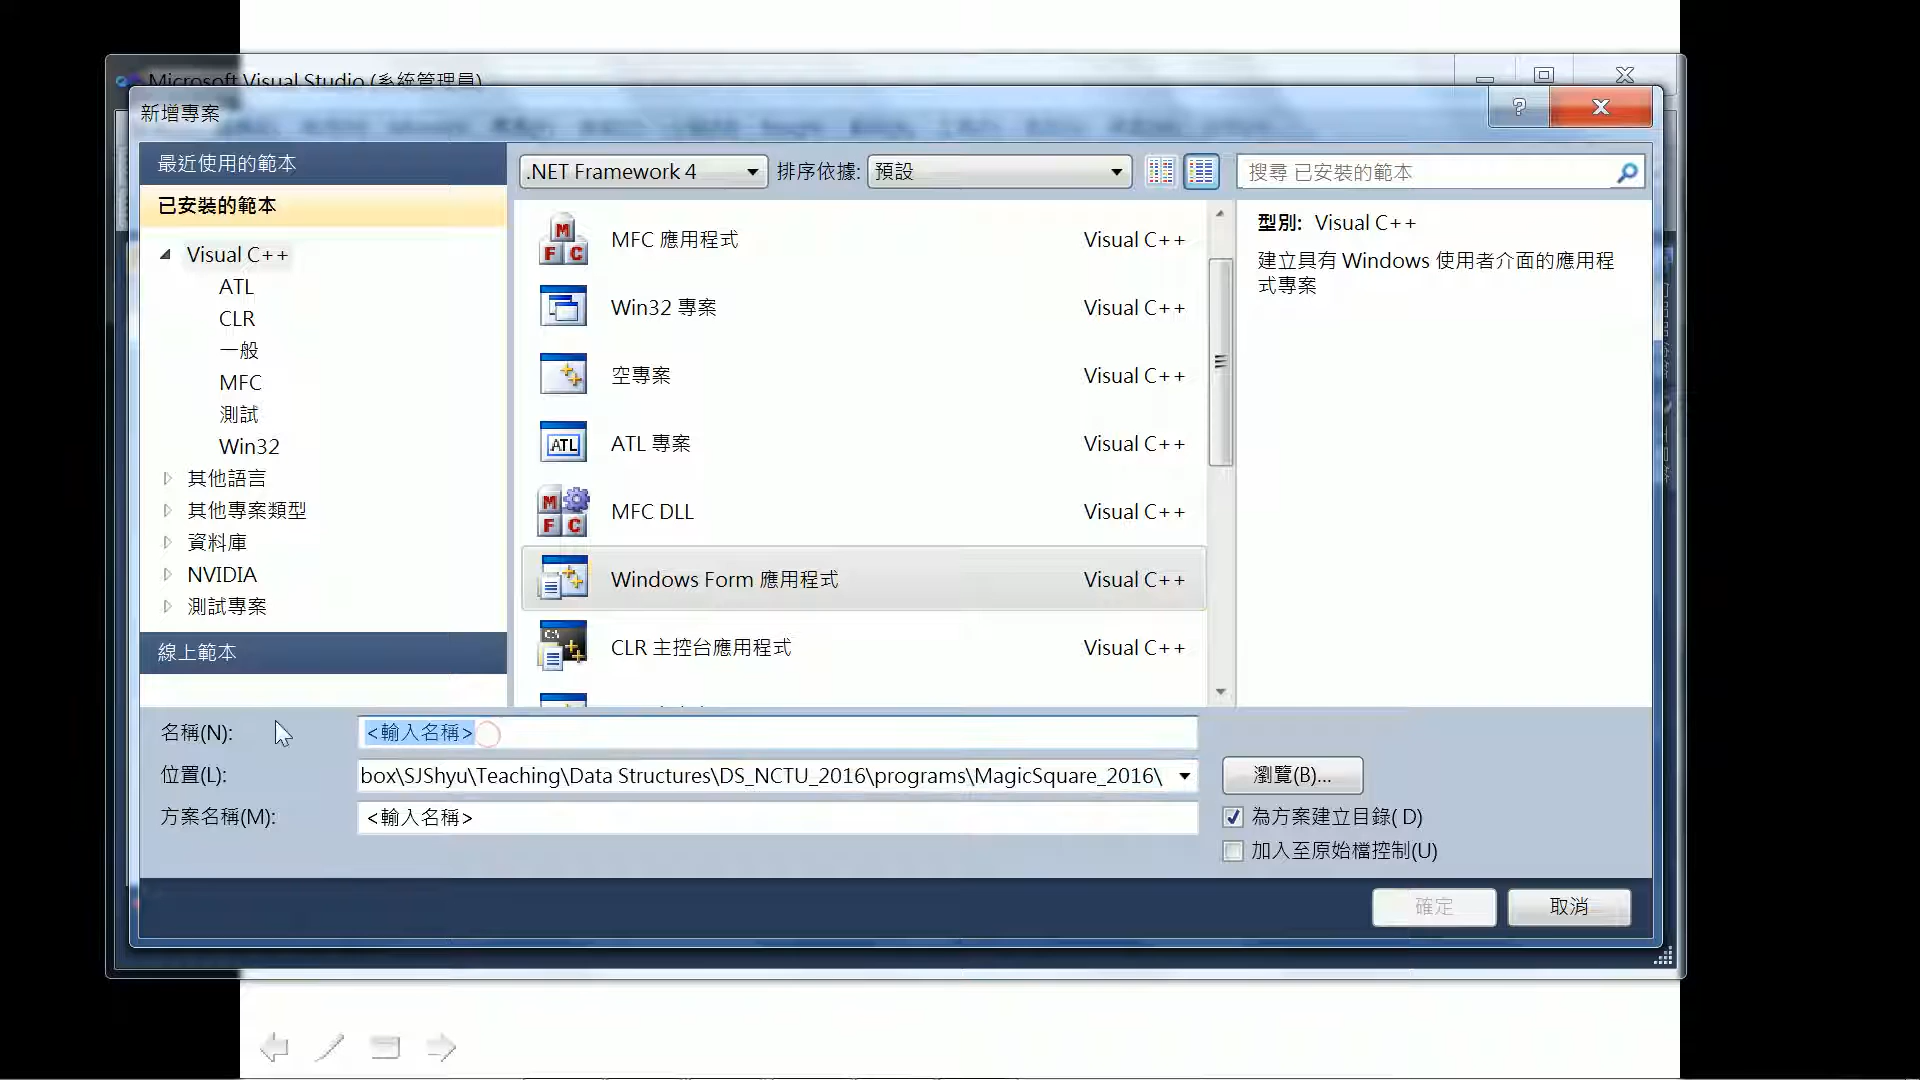 Microsoft Visual Studio (系統管理員)
新增專案
最近使用的範本
.NET Framework 4
排序依據:
預設
搜尋 已安裝的範本
已安裝的範本
Visual C++
ATL
CLR
一般
MFC
測試
Win32
其他語言
其他專案類型
資料庫
NVIDIA
測試專案
線上範本
MFC 應用程式 Visual C++
Win32 專案 Visual C++
空專案 Visual C++
ATL 專案 Visual C++
MFC DLL Visual C++
Windows Form 應用程式 Visual C++
CLR 主控台應用程式 Visual C++
型別: Visual C++
建立具有 Windows 使用者介面的應用程
式專案
名稱(N): <輸入名稱>
位置(L): box\SJShyu\Teaching\Data Structures\DS_NCTU_2016\programs\MagicSquare_2016\
瀏覽(B)...
方案名稱(M): <輸入名稱>
為方案建立目錄( D)
加入至原始檔控制(U)
確定
取消